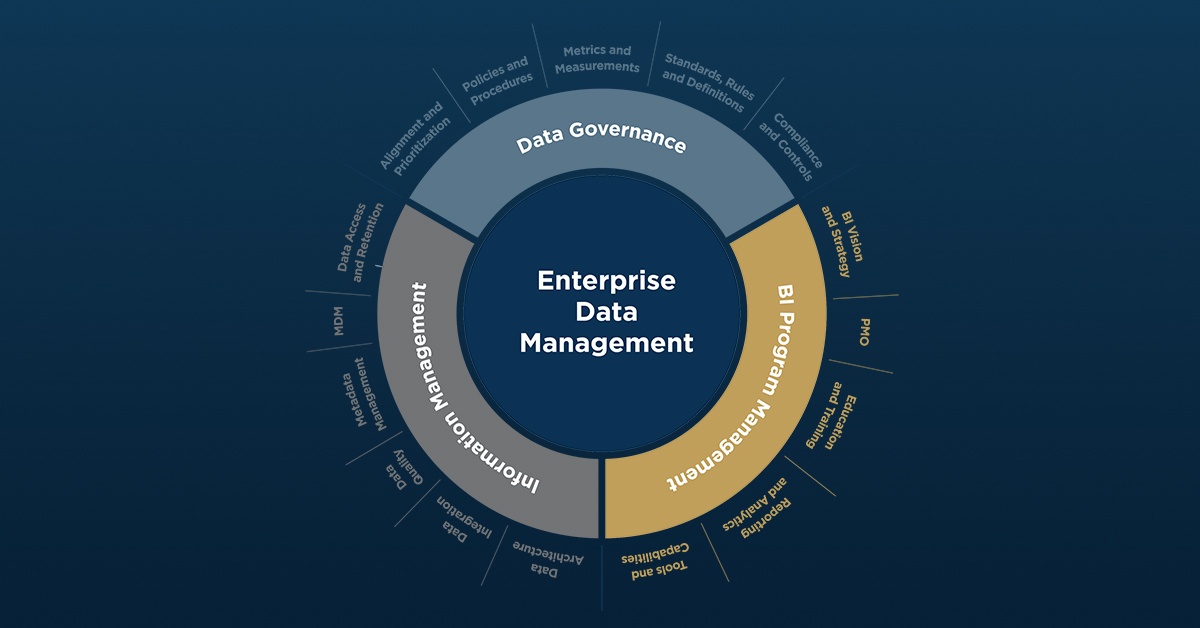 Metrics and
Measurements
Policies and
Procedures
Standards, Rules
and Definitions
Alignment and
Prioritization
Compliance
and Controls
Data Governance
Data Access
and Retention
BI Vision
and Strategy
Enterprise
Data
Management
Information Management
BI Program Management
MDM
PMO
Metadata
Management
Education
and Training
Data
Quality
Reporting
and Analytics
Data
Integration
Data
Architecture
Tools and
Capabilities